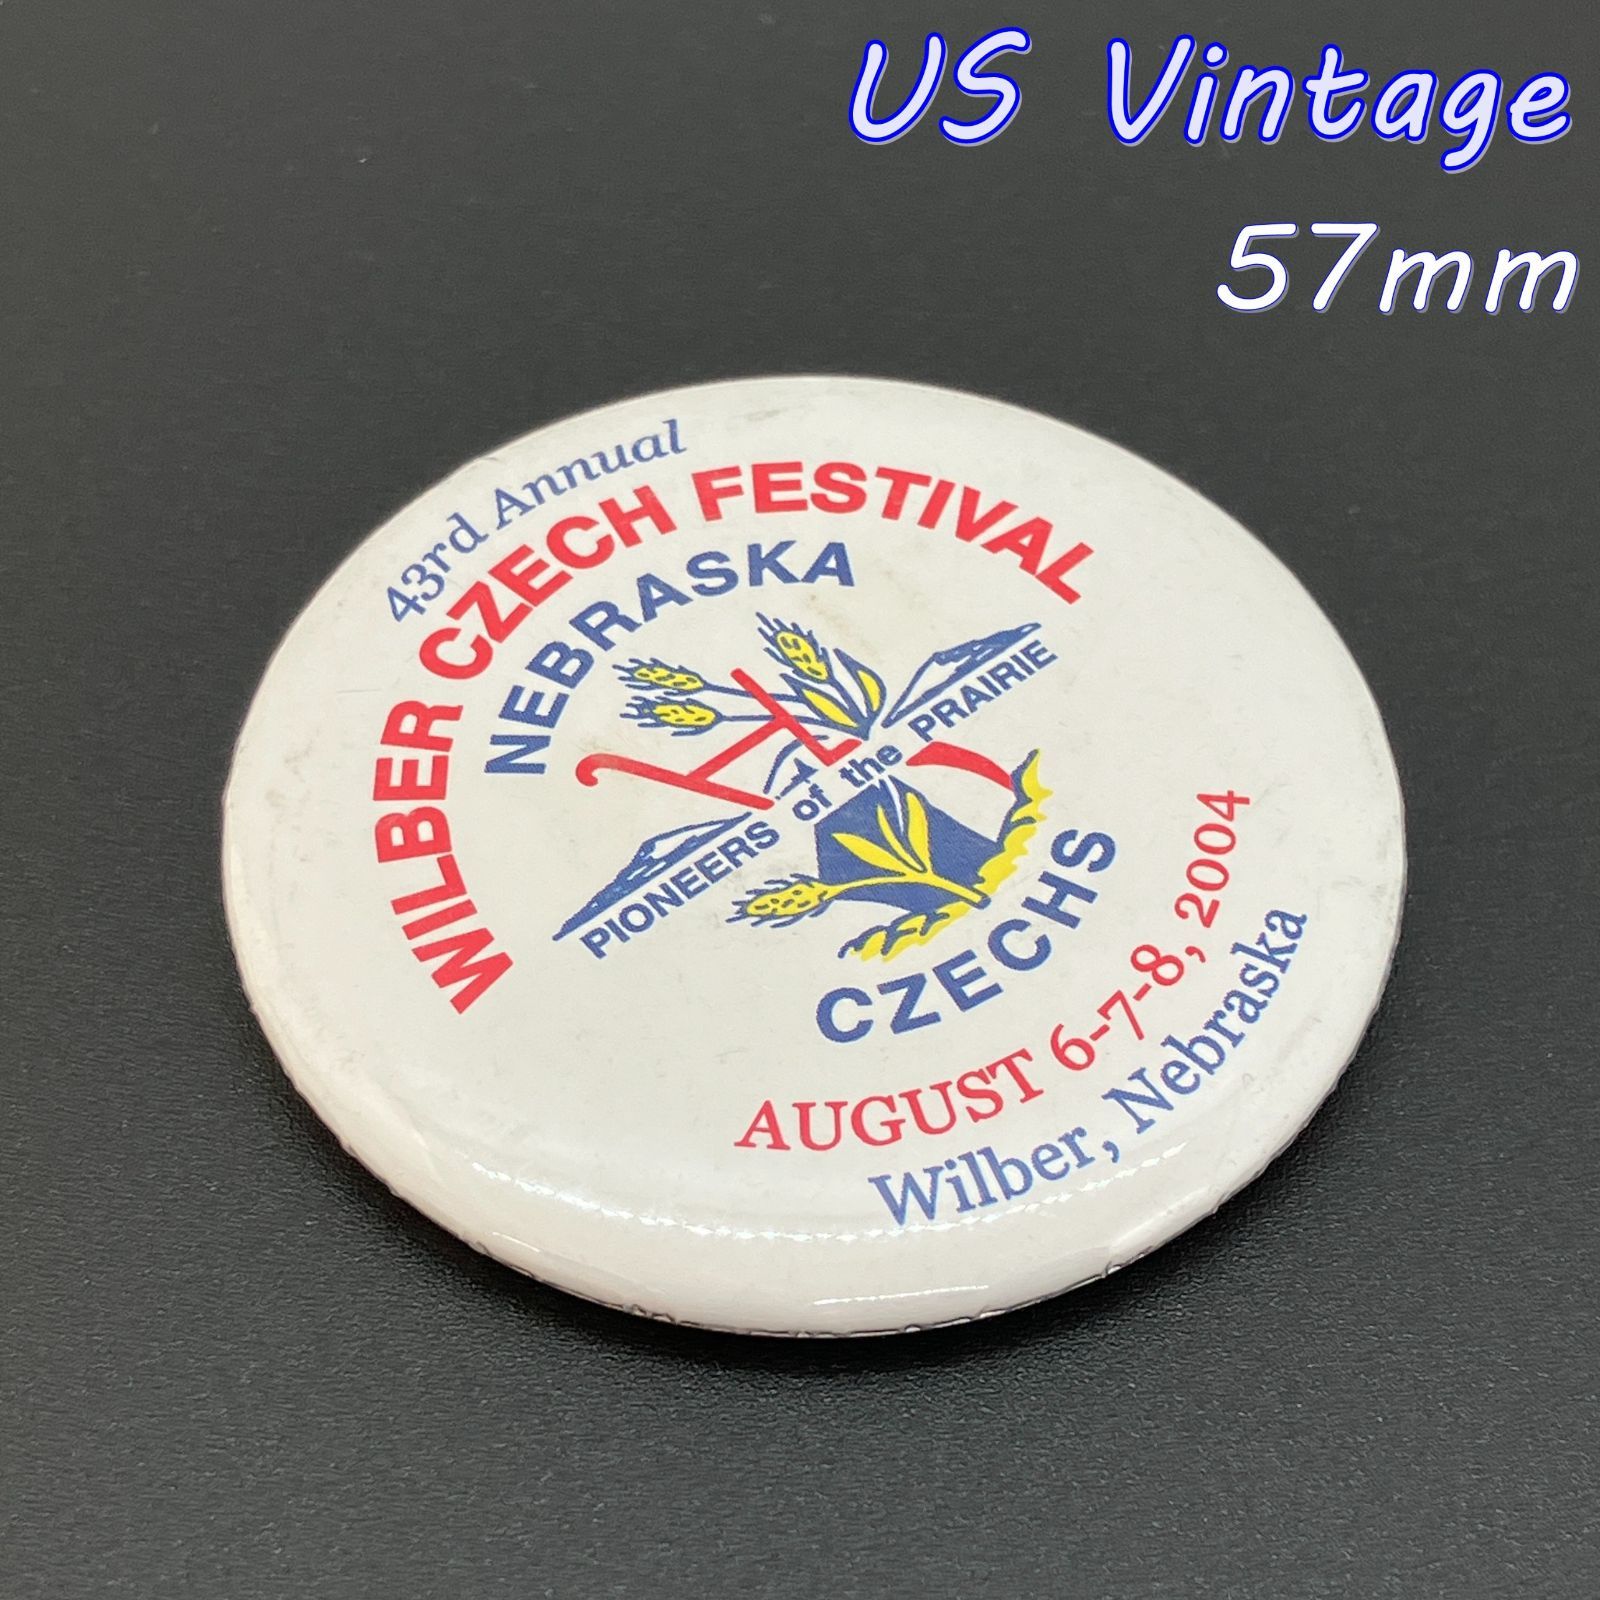 US Vintage
57mm
43rd Annual
WILBER CZECH FESTIVAL
NEBRASKA
PIONEERS of the PRAIRIE
CZECHS
AUGUST 6-7-8, 2004
Wilber, Nebraska